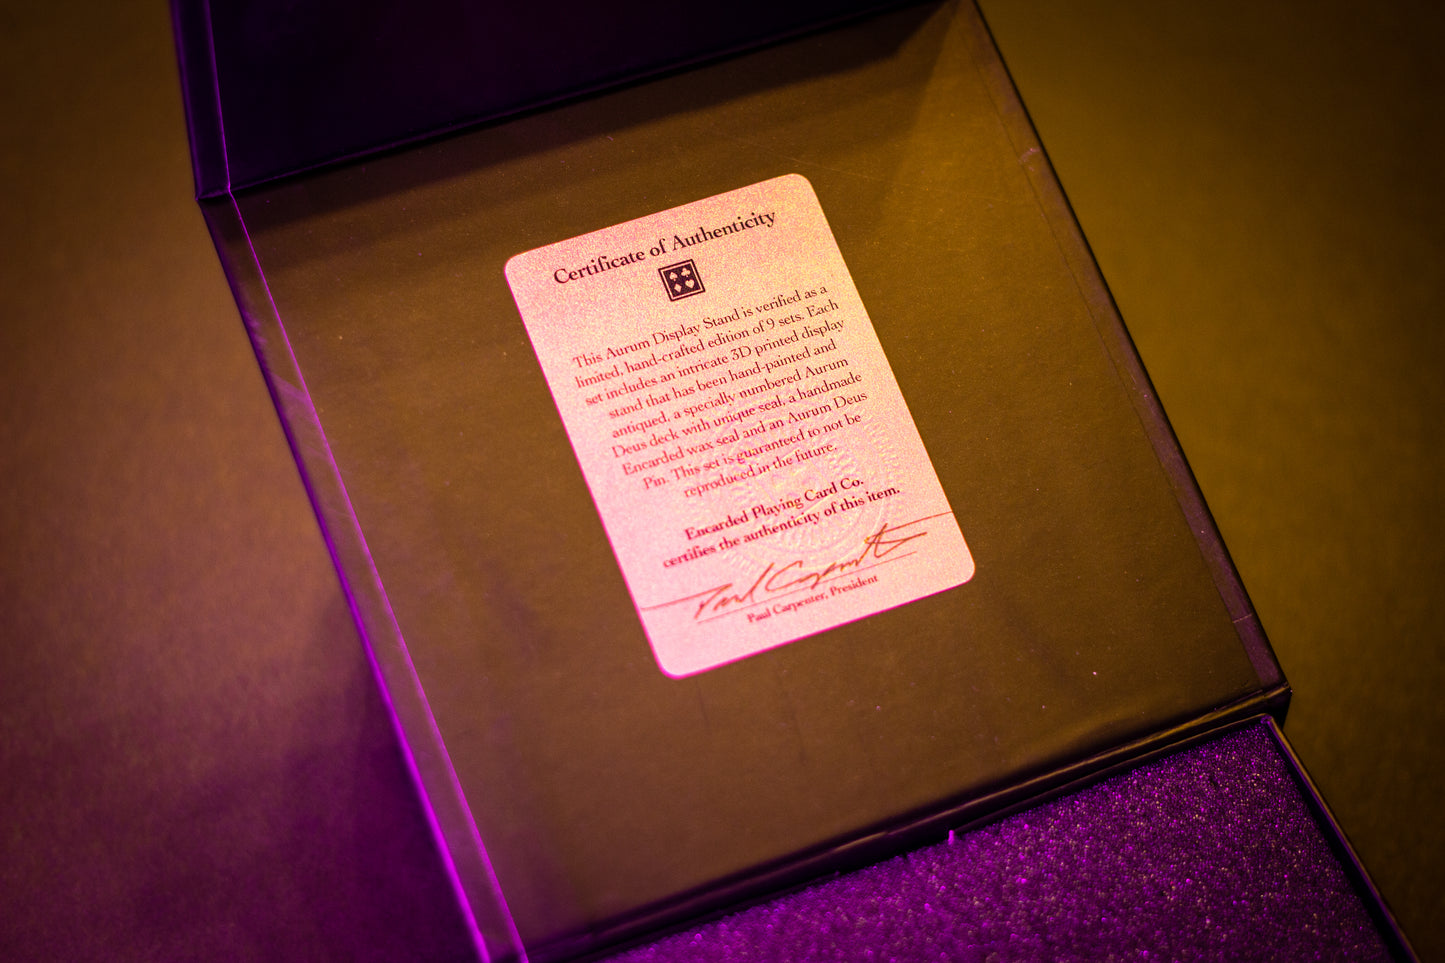 Certificate of Authenticity
This Aurum Display Stand is verified as a
limited, hand-crafted edition of 9 sets. Each
set includes an intricate 3D printed display
stand that has been hand-painted and
antiqued, a specially numbered Aurum
Deus deck with unique seal, a handmade
Encarded wax seal and an Aurum Deus
Pin. This set is guaranteed to not be
reproduced in the future.
Encarded Playing Card Co.
certifies the authenticity of this item.
Paul Carpenter
Paul Carpenter, President